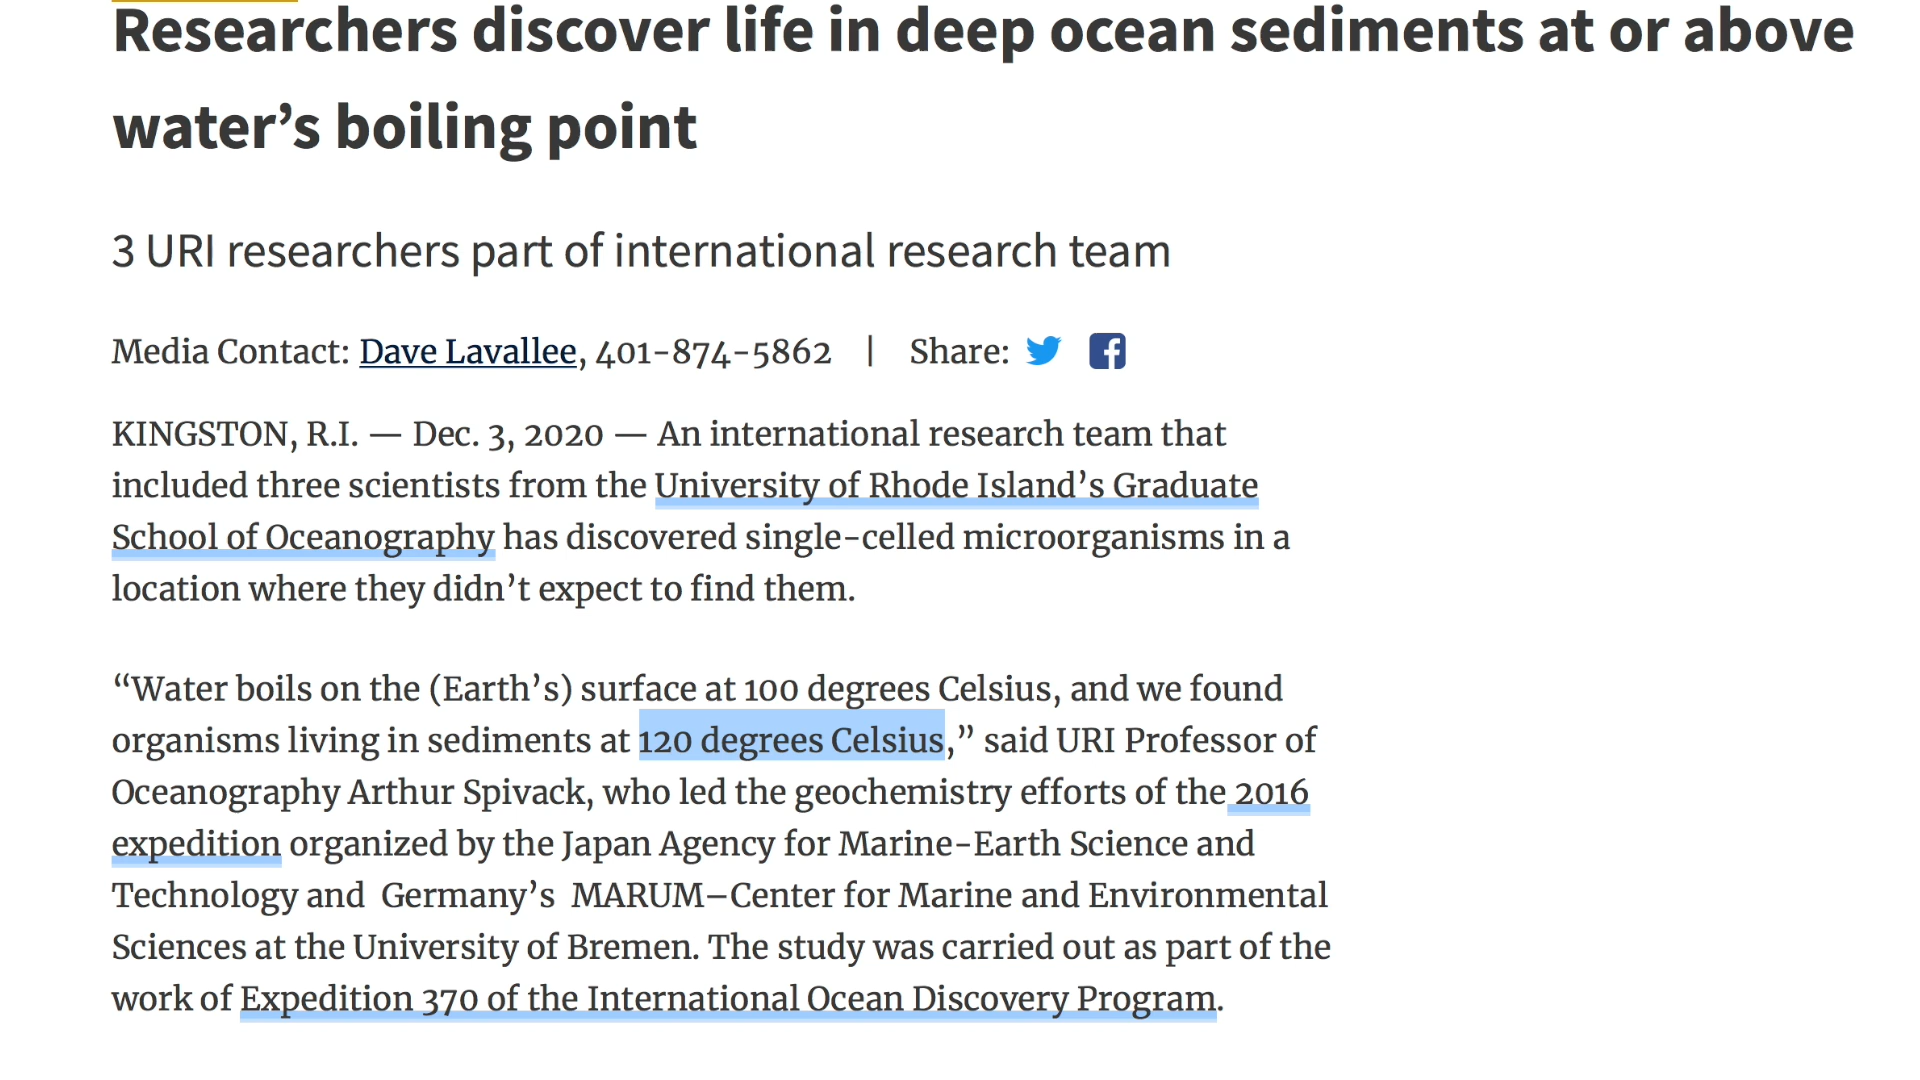 Researchers discover life in deep ocean sediments at or above
water’s boiling point
3 URI researchers part of international research team
Media Contact: Dave Lavallee, 401-874-5862 | Share:
KINGSTON, R.I. — Dec. 3, 2020 — An international research team that
included three scientists from the University of Rhode Island’s Graduate
School of Oceanography has discovered single-celled microorganisms in a
location where they didn’t expect to find them.
“Water boils on the (Earth’s) surface at 100 degrees Celsius, and we found
organisms living in sediments at 120 degrees Celsius,” said URI Professor of
Oceanography Arthur Spivack, who led the geochemistry efforts of the 2016
expedition organized by the Japan Agency for Marine-Earth Science and
Technology and Germany’s MARUM–Center for Marine and Environmental
Sciences at the University of Bremen. The study was carried out as part of the
work of Expedition 370 of the International Ocean Discovery Program.